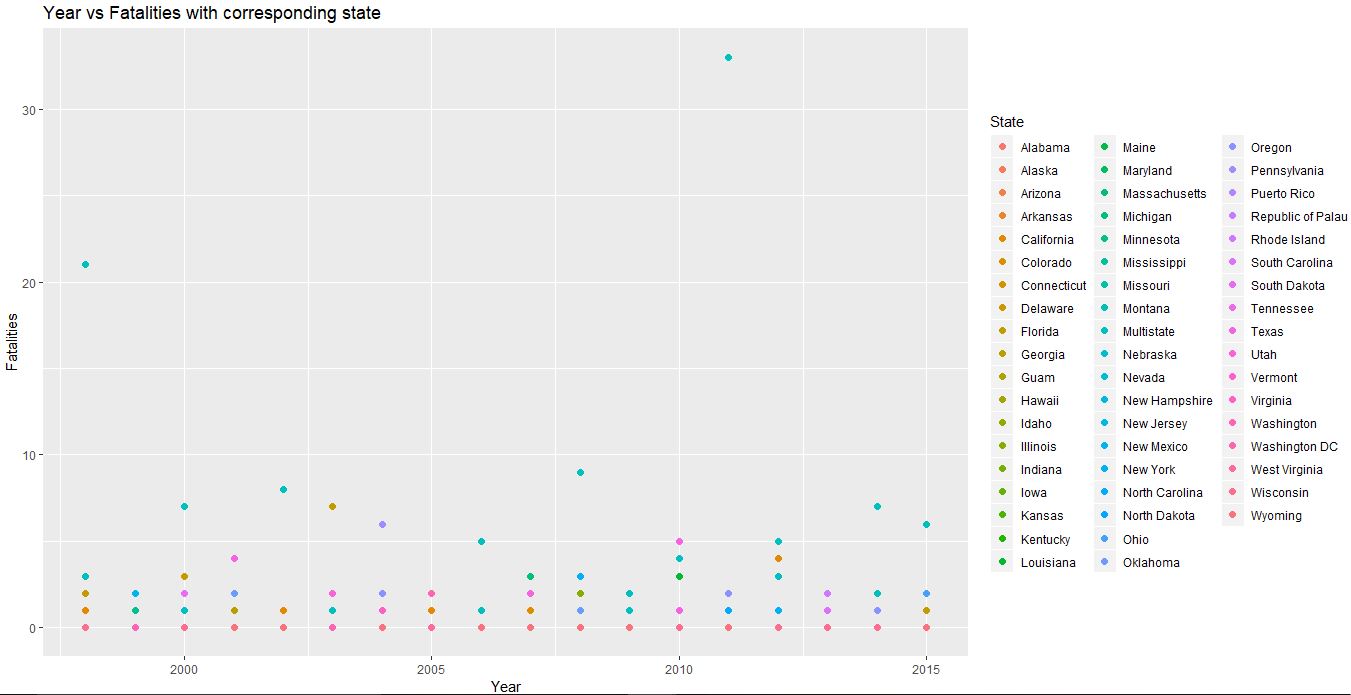 Year vs Fatalities with corresponding state
30
20
10
0
Fatalities
2000 2005 2010 2015
Year
State
Alabama Maine Oregon
Alaska Maryland Pennsylvania
Arizona Massachusetts Puerto Rico
Arkansas Michigan Republic of Palau
California Minnesota Rhode Island
Colorado Mississippi South Carolina
Connecticut Missouri South Dakota
Delaware Montana Tennessee
Florida Multistate Texas
Georgia Nebraska Utah
Guam Nevada Vermont
Hawaii New Hampshire Virginia
Idaho New Jersey Washington
Illinois New Mexico Washington DC
Indiana New York West Virginia
Iowa North Carolina Wisconsin
Kansas North Dakota Wyoming
Kentucky Ohio
Louisiana Oklahoma